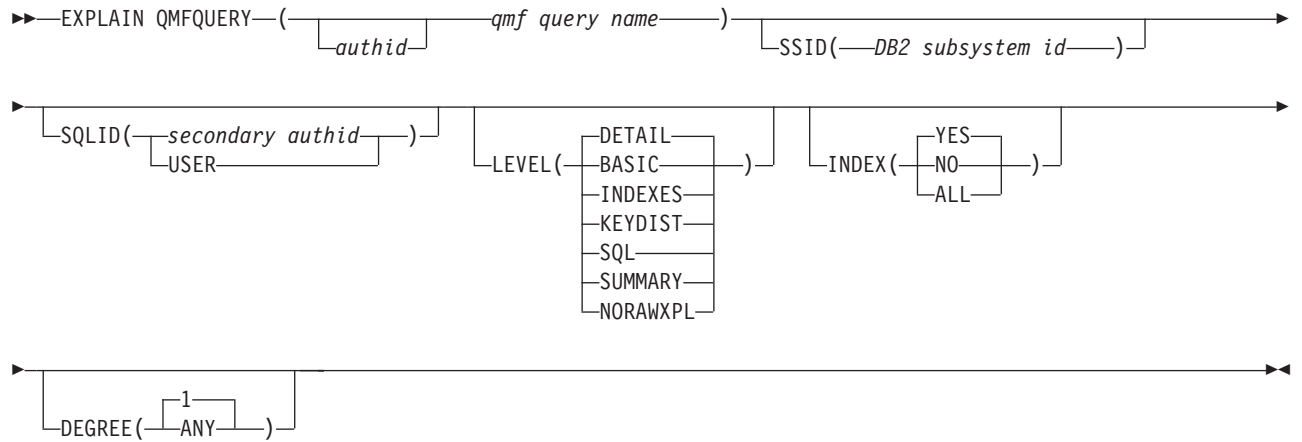 EXPLAIN QMFQUERY ( authid qmf query name ) SSID( DB2 subsystem id )
SQLID( secondary authid USER ) LEVEL( DETAIL BASIC INDEXES KEYDIST SQL SUMMARY NORAWXPL ) INDEX( YES NO ALL )
DEGREE( 1 ANY )